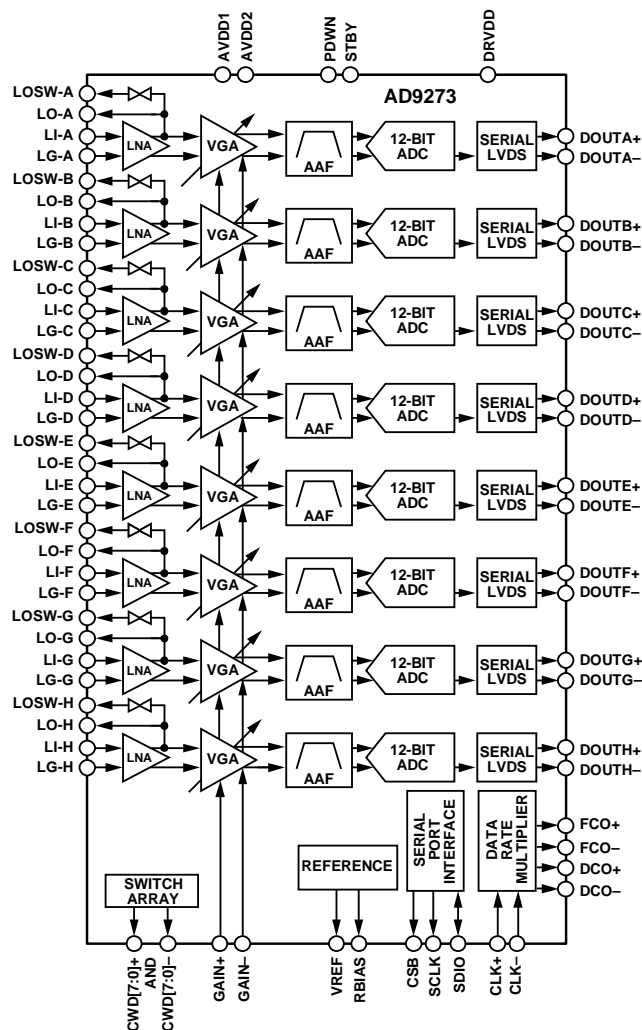 AVDD1
AVDD2
PDWN
STBY
DRVDD
AD9273
LOSW-A
LO-A
LI-A
LG-A
LNA
VGA
AAF
12-BIT
ADC
SERIAL
LVDS
DOUTA+
DOUTA–
LOSW-B
LO-B
LI-B
LG-B
LNA
VGA
AAF
12-BIT
ADC
SERIAL
LVDS
DOUTB+
DOUTB–
LOSW-C
LO-C
LI-C
LG-C
LNA
VGA
AAF
12-BIT
ADC
SERIAL
LVDS
DOUTC+
DOUTC–
LOSW-D
LO-D
LI-D
LG-D
LNA
VGA
AAF
12-BIT
ADC
SERIAL
LVDS
DOUTD+
DOUTD–
LOSW-E
LO-E
LI-E
LG-E
LNA
VGA
AAF
12-BIT
ADC
SERIAL
LVDS
DOUTE+
DOUTE–
LOSW-F
LO-F
LI-F
LG-F
LNA
VGA
AAF
12-BIT
ADC
SERIAL
LVDS
DOUTF+
DOUTF–
LOSW-G
LO-G
LI-G
LG-G
LNA
VGA
AAF
12-BIT
ADC
SERIAL
LVDS
DOUTG+
DOUTG–
LOSW-H
LO-H
LI-H
LG-H
LNA
VGA
AAF
12-BIT
ADC
SERIAL
LVDS
DOUTH+
DOUTH–
SWITCH
ARRAY
REFERENCE
SERIAL
PORT
INTERFACE
DATA
RATE
MULTIPLIER
FCO+
FCO–
DCO+
DCO–
CWD[7:0]+
AND
CWD[7:0]–
GAIN+
GAIN–
VREF
RBIAS
CSB
SCLK
SDIO
CLK+
CLK–